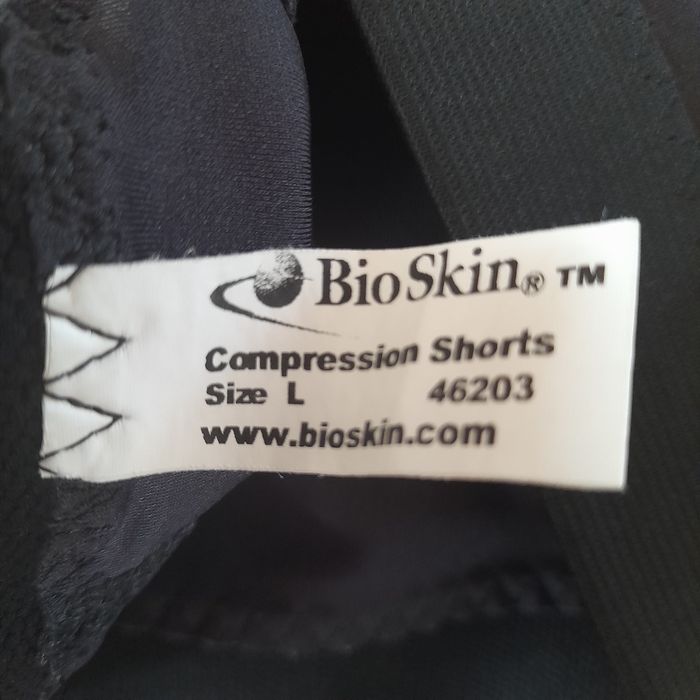 BioSkin® TM
Compression Shorts
Size L 46203
www.bioskin.com